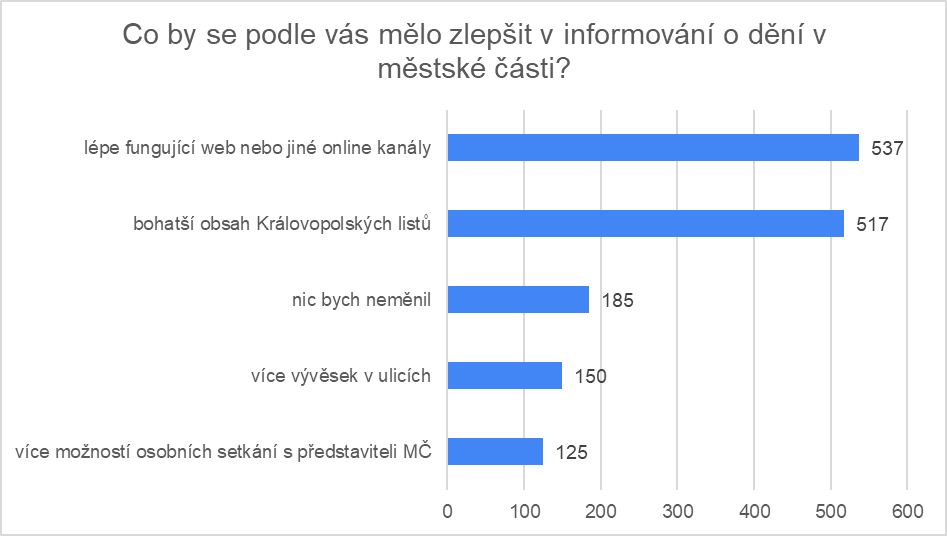 Co by se podle vás mělo zlepšit v informování o dění v
městské části?
lépe fungující web nebo jiné online kanály
537
bohatší obsah Královopolských listů
517
nic bych neměnil
185
více vývěsek v ulicích
150
více možností osobních setkání s představiteli MČ
125
0 100 200 300 400 500 600